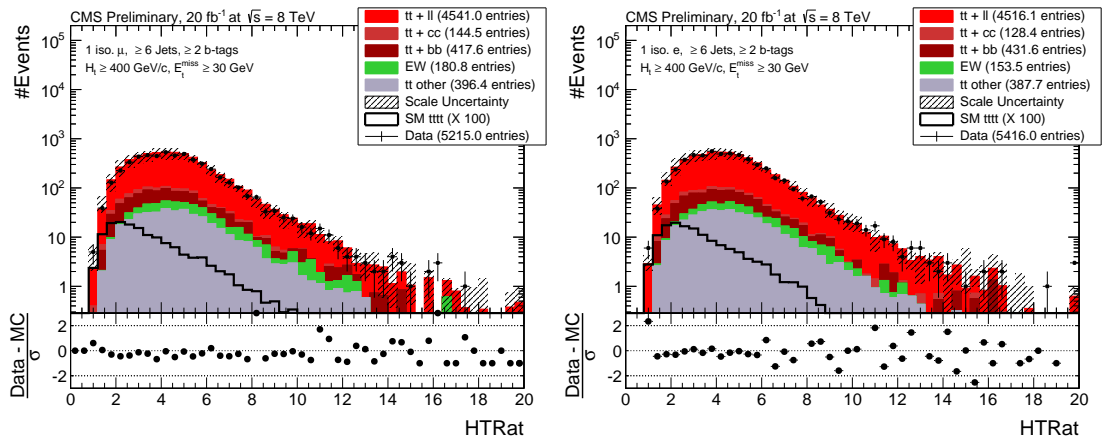 CMS Preliminary, 20 fb⁻¹ at √s = 8 TeV
1 iso. μ, ≥ 6 Jets, ≥ 2 b-tags
Hₜ ≥ 400 GeV/c, Eₜᵐⁱˢˢ ≥ 30 GeV
tt + ll (4541.0 entries)
tt + cc (144.5 entries)
tt + bb (417.6 entries)
EW (180.8 entries)
tt other (396.4 entries)
Scale Uncertainty
SM tttt (X 100)
Data (5215.0 entries)
#Events
10⁵
10⁴
10³
10²
10
1
Data - MC
σ
2
0
-2
0 2 4 6 8 10 12 14 16 18 20
HTRat
CMS Preliminary, 20 fb⁻¹ at √s = 8 TeV
1 iso. e, ≥ 6 Jets, ≥ 2 b-tags
Hₜ ≥ 400 GeV/c, Eₜᵐⁱˢˢ ≥ 30 GeV
tt + ll (4516.1 entries)
tt + cc (128.4 entries)
tt + bb (431.6 entries)
EW (153.5 entries)
tt other (387.7 entries)
Scale Uncertainty
SM tttt (X 100)
Data (5416.0 entries)
#Events
10⁵
10⁴
10³
10²
10
1
Data - MC
σ
2
0
-2
0 2 4 6 8 10 12 14 16 18 20
HTRat